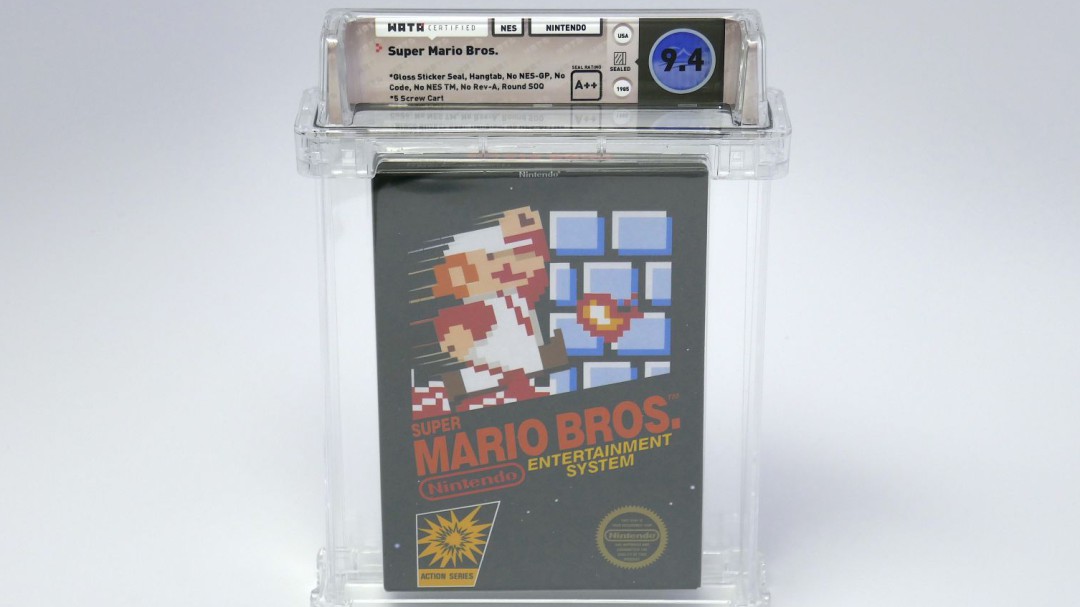 WATA CERTIFIED
NES
NINTENDO
USA
Super Mario Bros.
SEALED
9.4
*Gloss Sticker Seal, Hangtab, No NES-GP, No
Code, No NES TM, No Rev-A, Round SOQ
*5 Screw Cart
SEAL RATING
A++
1985
Nintendo
SUPER
MARIO BROS.™
ENTERTAINMENT
SYSTEM
Nintendo
ACTION SERIES
Nintendo